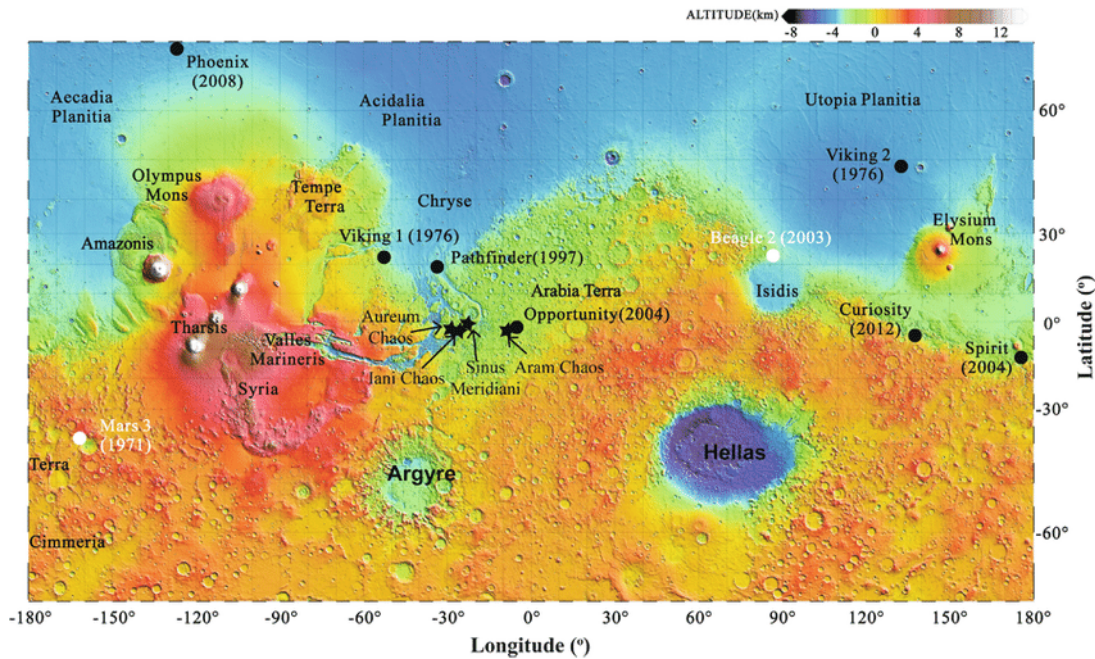 ALTITUDE(km)
-8 -4 0 4 8 12
Phoenix
(2008)
Aecadia
Planitia
Acidalia
Planitia
Utopia Planitia
60°
Viking 2
(1976)
Olympus
Mons
Tempe
Terra
Chryse
Elysium
Mons
30°
Amazonis
Viking 1 (1976)
Beagle 2 (2003)
Pathfinder(1997)
Arabia Terra
Isidis
Opportunity(2004)
Curiosity
(2012)
0°
Aureum
Chaos
Tharsis
Valles
Marineris
Iani Chaos
Sinus
Meridiani
Aram Chaos
Spirit
(2004)
Syria
-30°
Mars 3
(1971)
Terra
Argyre
Hellas
Cimmeria
-60°
Latitude (º)
-180 -150 -120 -90 -60 -30 0 30 60 90 120 150 180
Longitude (º)